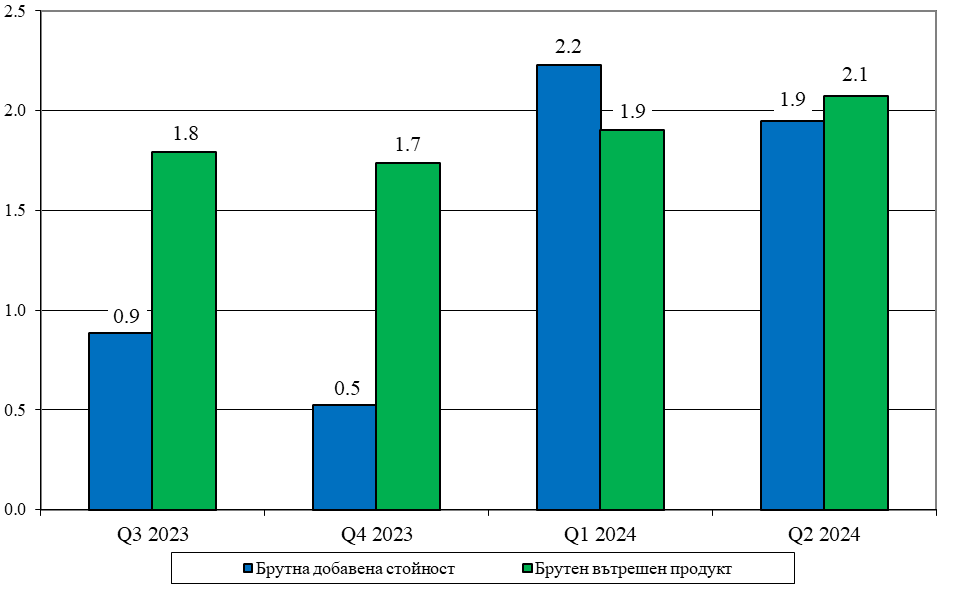 2.5
2.0
1.5
1.0
0.5
0.0
0.9
1.8
0.5
1.7
2.2
1.9
1.9
2.1
Q3 2023
Q4 2023
Q1 2024
Q2 2024
Брутна добавена стойност
Брутен вътрешен продукт